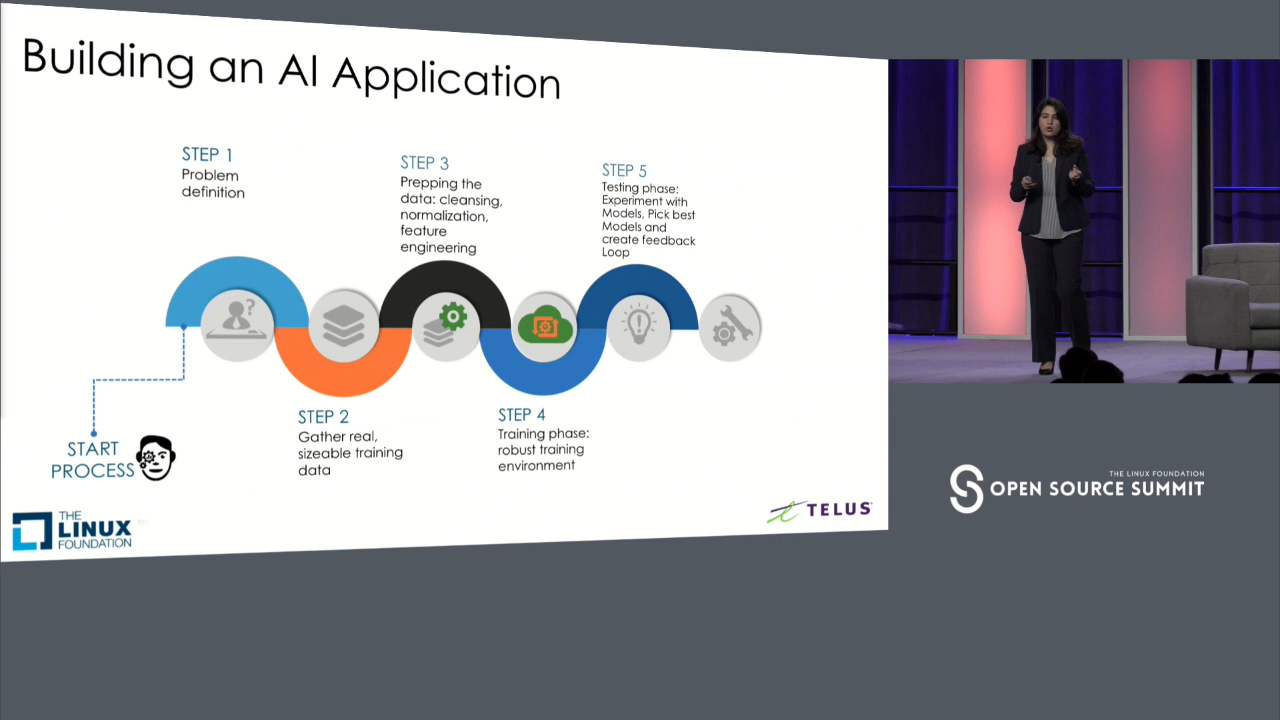 Building an AI Application
STEP 1
Problem
definition
STEP 3
Prepping the
data: cleansing,
normalization,
feature
engineering
STEP 5
Testing phase:
Experiment with
Models, Pick best
Models and
create feedback
Loop
?
STEP 2
Gather real,
sizeable training
data
STEP 4
Training phase:
robust training
environment
START
PROCESS
THE
LINUX
FOUNDATION
TELUS
THE LINUX FOUNDATION
OPEN SOURCE SUMMIT